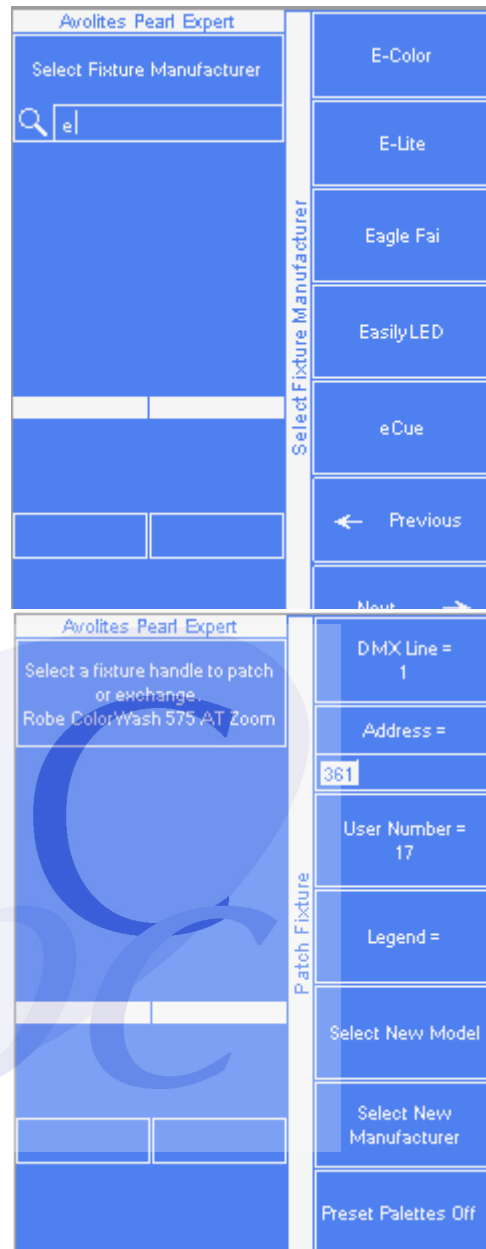 Avolites Pearl Expert
Select Fixture Manufacturer
e
Select Fixture Manufacturer
E-Color
E-Lite
Eagle Fai
EasilyLED
eCue
Previous
Next
Avolites Pearl Expert
Select a fixture handle to patch
or exchange.
Robe ColorWash 575 AT Zoom
Patch Fixture
DMX Line =
1
Address =
361
User Number =
17
Legend =
Select New Model
Select New
Manufacturer
Preset Palettes Off